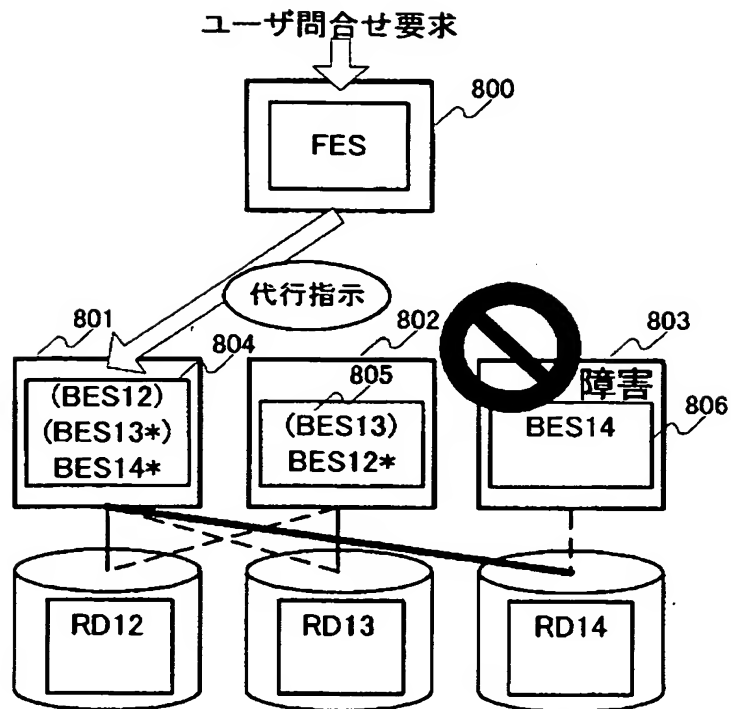 ユーザ問合せ要求
800
FES
代行指示
801
804
802
803
障害
(BES12)
(BES13*)
BES14*
805
(BES13)
BES12*
BES14
806
RD12
RD13
RD14